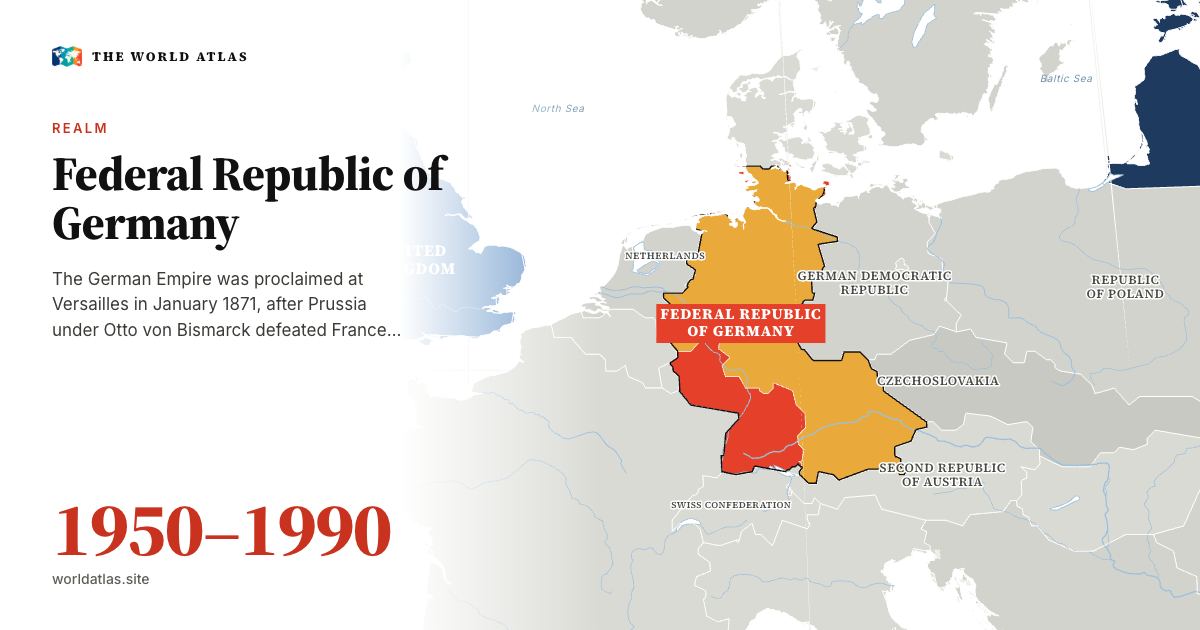 THE WORLD ATLAS
REALM
Federal Republic of
Germany
The German Empire was proclaimed at
Versailles in January 1871, after Prussia
under Otto von Bismarck defeated France...
1950–1990
worldatlas.site
North Sea
Baltic Sea
NETHERLANDS
GERMAN DEMOCRATIC
REPUBLIC
REPUBLIC
OF POLAND
FEDERAL REPUBLIC
OF GERMANY
CZECHOSLOVAKIA
SECOND REPUBLIC
OF AUSTRIA
SWISS CONFEDERATION